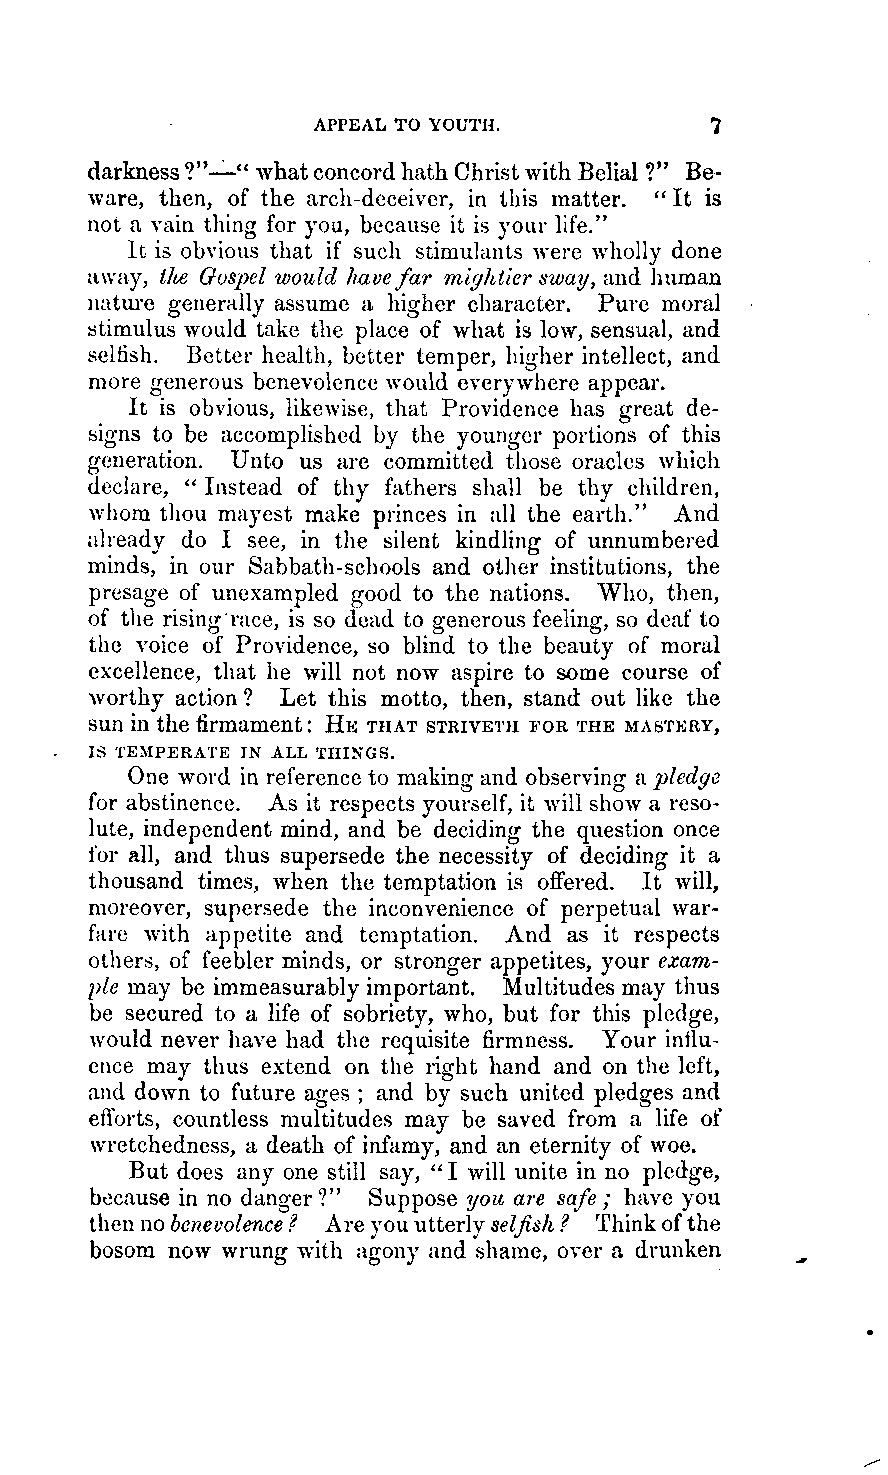 APPEAL TO YOUTH. 7
darkness?"—"what concord hath Christ with Belial?" Be-
ware, then, of the arch-deceiver, in this matter. "It is
not a vain thing for you, because it is your life."
It is obvious that if such stimulants were wholly done
away, the Gospel would have far mightier sway, and human
nature generally assume a higher character. Pure moral
stimulus would take the place of what is low, sensual, and
selfish. Better health, better temper, higher intellect, and
more generous benevolence would everywhere appear.
It is obvious, likewise, that Providence has great de-
signs to be accomplished by the younger portions of this
generation. Unto us are committed those oracles which
declare, "Instead of thy fathers shall be thy children,
whom thou mayest make princes in all the earth." And
already do I see, in the silent kindling of unnumbered
minds, in our Sabbath-schools and other institutions, the
presage of unexampled good to the nations. Who, then,
of the rising race, is so dead to generous feeling, so deaf to
the voice of Providence, so blind to the beauty of moral
excellence, that he will not now aspire to some course of
worthy action? Let this motto, then, stand out like the
sun in the firmament: HE THAT STRIVETH FOR THE MASTERY,
IS TEMPERATE IN ALL THINGS.
One word in reference to making and observing a pledge
for abstinence. As it respects yourself, it will show a reso-
lute, independent mind, and be deciding the question once
for all, and thus supersede the necessity of deciding it a
thousand times, when the temptation is offered. It will,
moreover, supersede the inconvenience of perpetual war-
fare with appetite and temptation. And as it respects
others, of feebler minds, or stronger appetites, your exam-
ple may be immeasurably important. Multitudes may thus
be secured to a life of sobriety, who, but for this pledge,
would never have had the requisite firmness. Your influ-
ence may thus extend on the right hand and on the left,
and down to future ages; and by such united pledges and
efforts, countless multitudes may be saved from a life of
wretchedness, a death of infamy, and an eternity of woe.
But does any one still say, "I will unite in no pledge,
because in no danger?" Suppose you are safe; have you
then no benevolence? Are you utterly selfish? Think of the
bosom now wrung with agony and shame, over a drunken